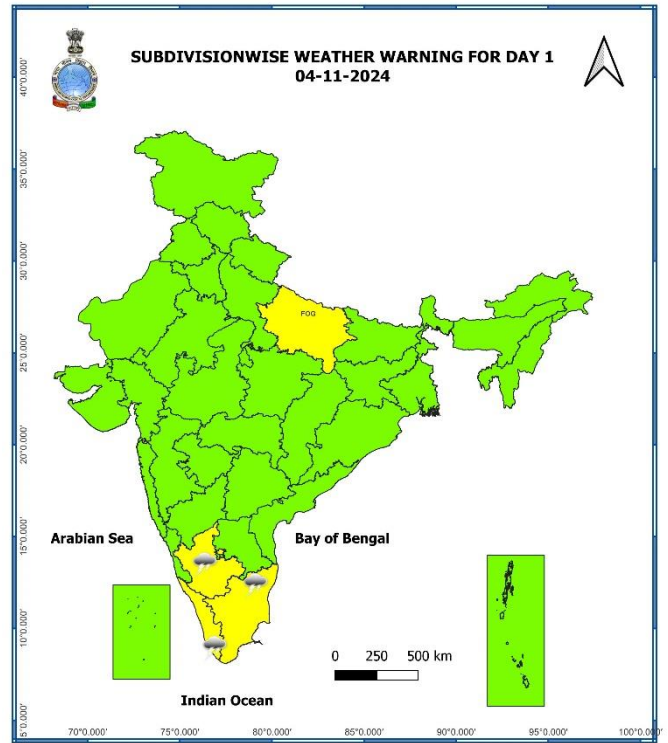 SUBDIVISIONWISE WEATHER WARNING FOR DAY 1
04-11-2024
40°0.000'
35°0.000'
30°0.000'
25°0.000'
20°0.000'
15°0.000'
10°0.000'
5°0.000'
FOG
Arabian Sea
Bay of Bengal
0 250 500 km
Indian Ocean
70°0.000' 75°0.000' 80°0.000' 85°0.000' 90°0.000' 95°0.000' 100°0.000'